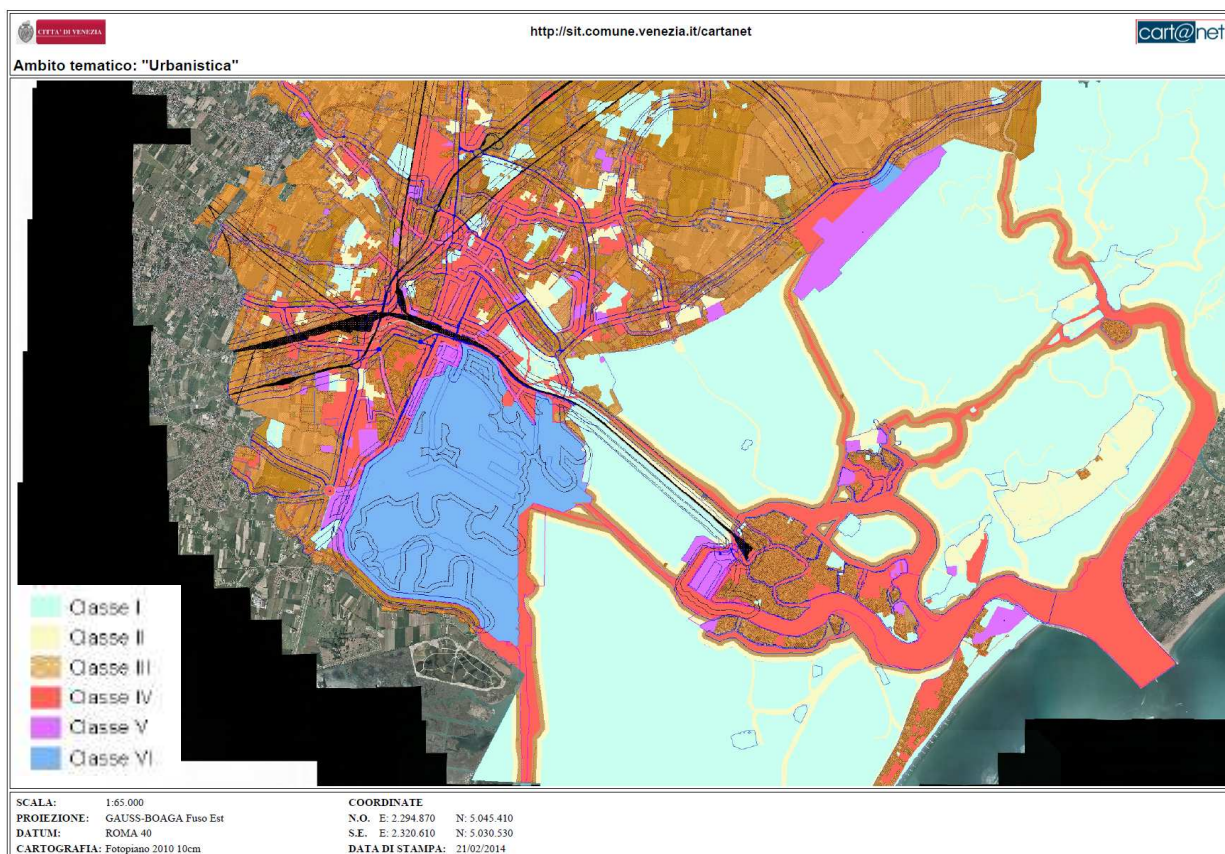 CITTA' DI VENEZIA
http://sit.comune.venezia.it/cartanet
cart@net
Ambito tematico: "Urbanistica"
Classe I
Classe II
Classe III
Classe IV
Classe V
Classe VI
SCALA: 1:65.000
PROIEZIONE: GAUSS-BOAGA Fuso Est
DATUM: ROMA 40
CARTOGRAFIA: Fotopiano 2010 10cm
COORDINATE
N.O. E: 2.294.870 N: 5.045.410
S.E. E: 2.320.610 N: 5.030.530
DATA DI STAMPA: 21/02/2014